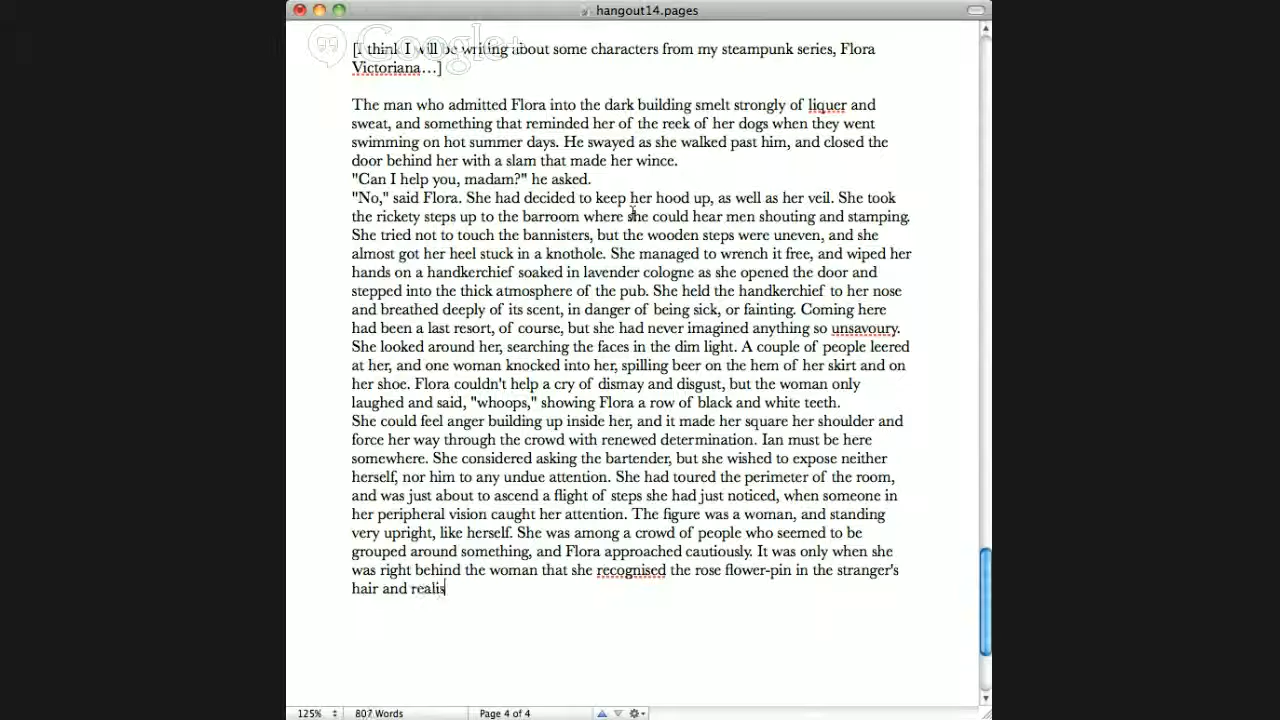 hangout14.pages
Google+
[I think I will be writing about some characters from my steampunk series, Flora
Victoriana…]
The man who admitted Flora into the dark building smelt strongly of liquer and
sweat, and something that reminded her of the reek of her dogs when they went
swimming on hot summer days. He swayed as she walked past him, and closed the
door behind her with a slam that made her wince.
"Can I help you, madam?" he asked.
"No," said Flora. She had decided to keep her hood up, as well as her veil. She took
the rickety steps up to the barroom where she could hear men shouting and stamping.
She tried not to touch the bannisters, but the wooden steps were uneven, and she
almost got her heel stuck in a knothole. She managed to wrench it free, and wiped her
hands on a handkerchief soaked in lavender cologne as she opened the door and
stepped into the thick atmosphere of the pub. She held the handkerchief to her nose
and breathed deeply of its scent, in danger of being sick, or fainting. Coming here
had been a last resort, of course, but she had never imagined anything so unsavoury.
She looked around her, searching the faces in the dim light. A couple of people leered
at her, and one woman knocked into her, spilling beer on the hem of her skirt and on
her shoe. Flora couldn't help a cry of dismay and disgust, but the woman only
laughed and said, "whoops," showing Flora a row of black and white teeth.
She could feel anger building up inside her, and it made her square her shoulder and
force her way through the crowd with renewed determination. Ian must be here
somewhere. She considered asking the bartender, but she wished to expose neither
herself, nor him to any undue attention. She had toured the perimeter of the room,
and was just about to ascend a flight of steps she had just noticed, when someone in
her peripheral vision caught her attention. The figure was a woman, and standing
very upright, like herself. She was among a crowd of people who seemed to be
grouped around something, and Flora approached cautiously. It was only when she
was right behind the woman that she recognised the rose flower-pin in the stranger's
hair and realis
125% 807 Words Page 4 of 4